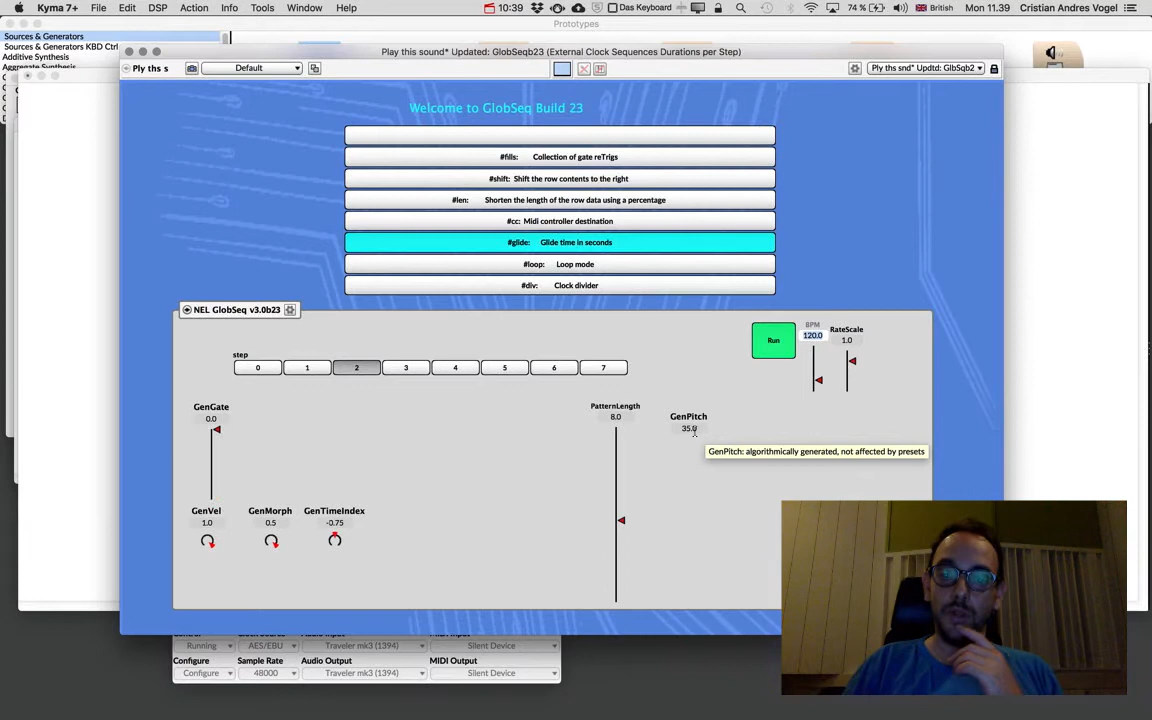 Kyma 7+ File Edit DSP Action Info Tools Window Help 10:39 Das Keyboard 74 % British Mon 11.39 Cristian Andres Vogel
Prototypes
Sources & Generators
Sources & Generators KBD Ctrl
Additive Synthesis
Aggregate Synthesis
Play this sound* Updated: GlobSeqb23 (External Clock Sequences Durations per Step)
Play this s Default Ply ths snd* Updtd: GlbSqb2
Welcome to GlobSeq Build 23
#fills: Collection of gate reTrigs
#shift: Shift the row contents to the right
#len: Shorten the length of the row data using a percentage
#cc: Midi controller destination
#glide: Glide time in seconds
#loop: Loop mode
#div: Clock divider
NEL GlobSeq v3.0b23
Run
BPM
120.0
RateScale
1.0
step
0 1 2 3 4 5 6 7
GenGate
0.0
PatternLength
8.0
GenPitch
35.0
GenPitch: algorithmically generated, not affected by presets
GenVel GenMorph GenTimeIndex
1.0 0.5 -0.75
Running AES/EBU Traveler mk3 (1394) Silent Device
Configure Sample Rate Audio Output MIDI Output
Configure 48000 Traveler mk3 (1394) Silent Device